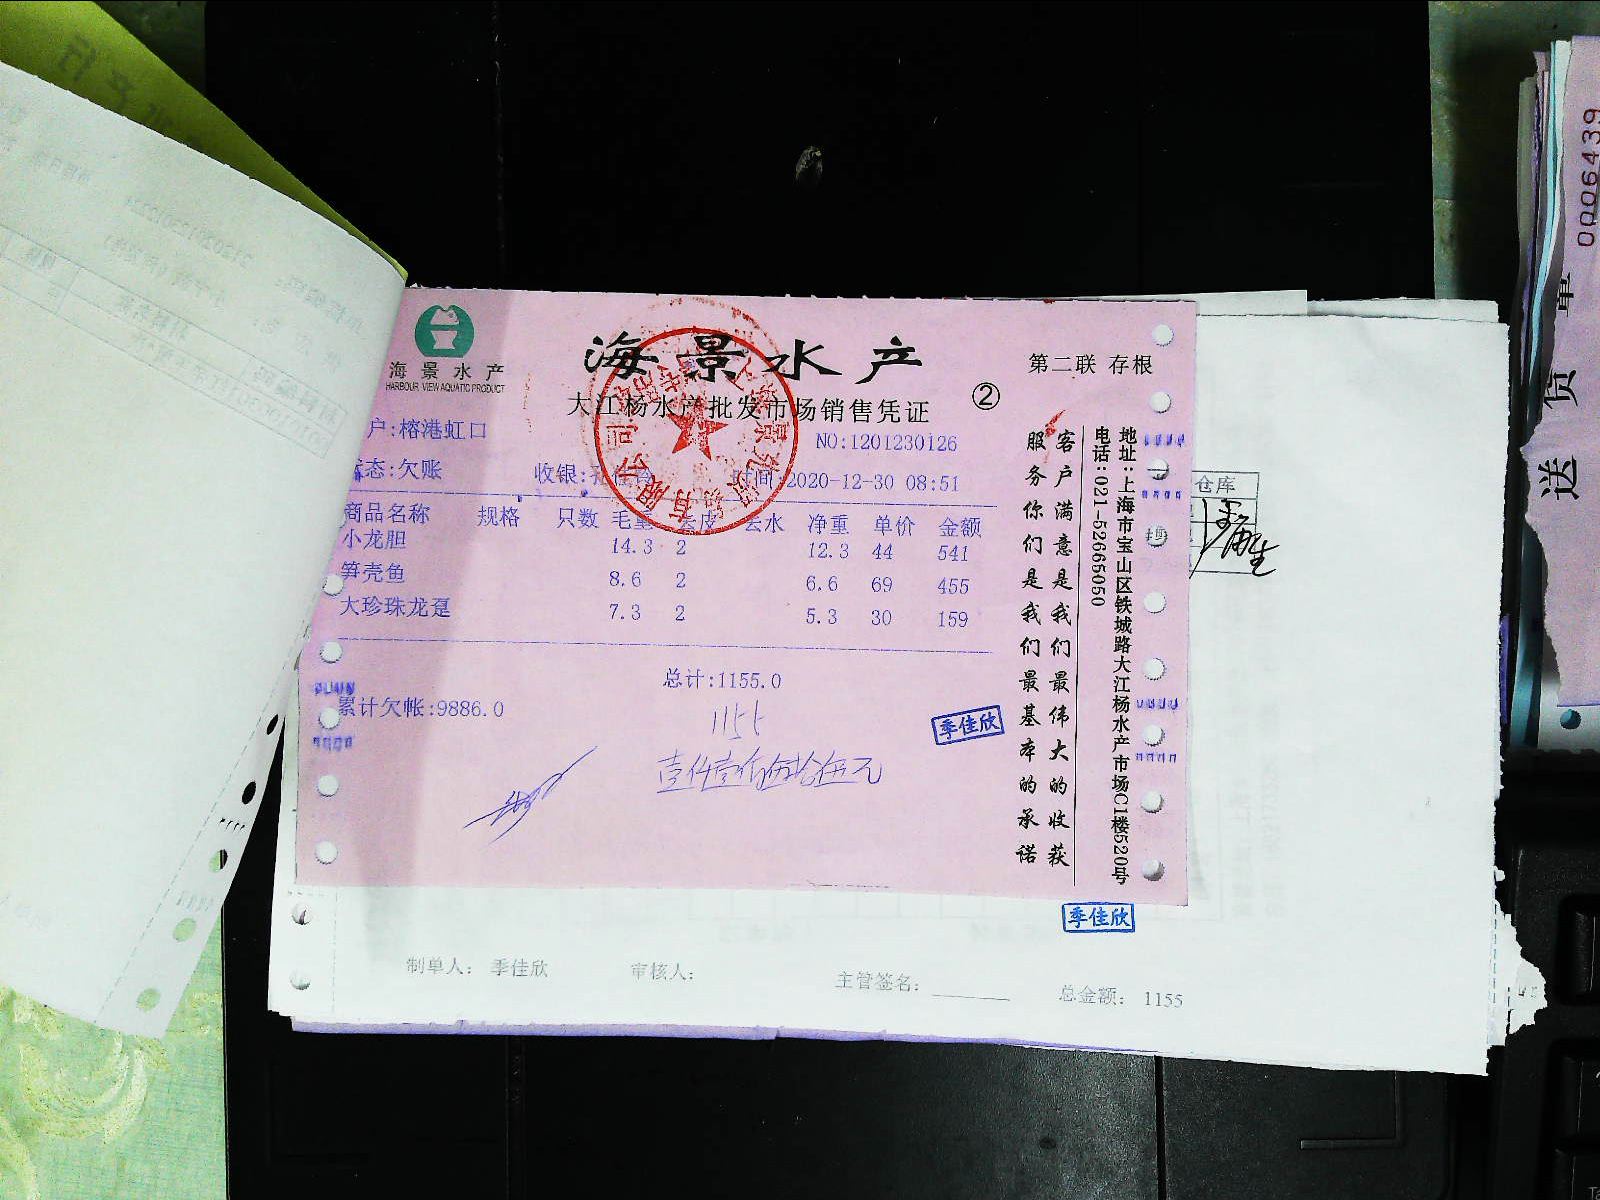 海景水产
HARBOUR VIEW AQUATIC PRODUCT
海景水产
第二联 存根
大江杨水产批发市场销售凭证
②
户:榕港虹口
NO:1201230126
态:欠账
收银:
时间:2020-12-30 08:51
商品名称 规格 只数 毛重 去皮 去水 净重 单价 金额
小龙胆 14.3 2 12.3 44 541
笋壳鱼 8.6 2 6.6 69 455
大珍珠龙趸 7.3 2 5.3 30 159
总计:1155.0
累计欠帐:9886.0
1155
壹仟壹佰伍拾伍元
季佳欣
客户满意是我们最伟大的收获
服务你们是我们最基本的承诺
地址:上海市宝山区铁城路大江杨水产市场C1楼520号
电话:021-52665050
仓库
季佳欣
制单人: 季佳欣
审核人:
主管签名:
总金额: 1155
送货单
0006439